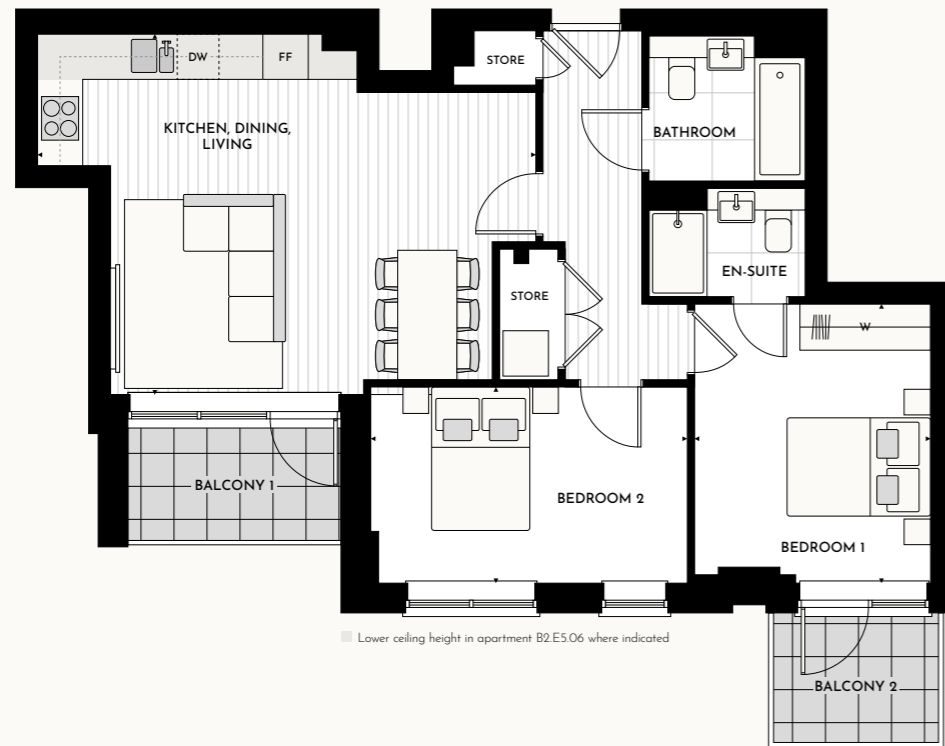 DW
FF
STORE
KITCHEN, DINING,
LIVING
BATHROOM
EN-SUITE
STORE
W
BALCONY 1
BEDROOM 2
BEDROOM 1
Lower ceiling height in apartment B2.E5.06 where indicated
BALCONY 2